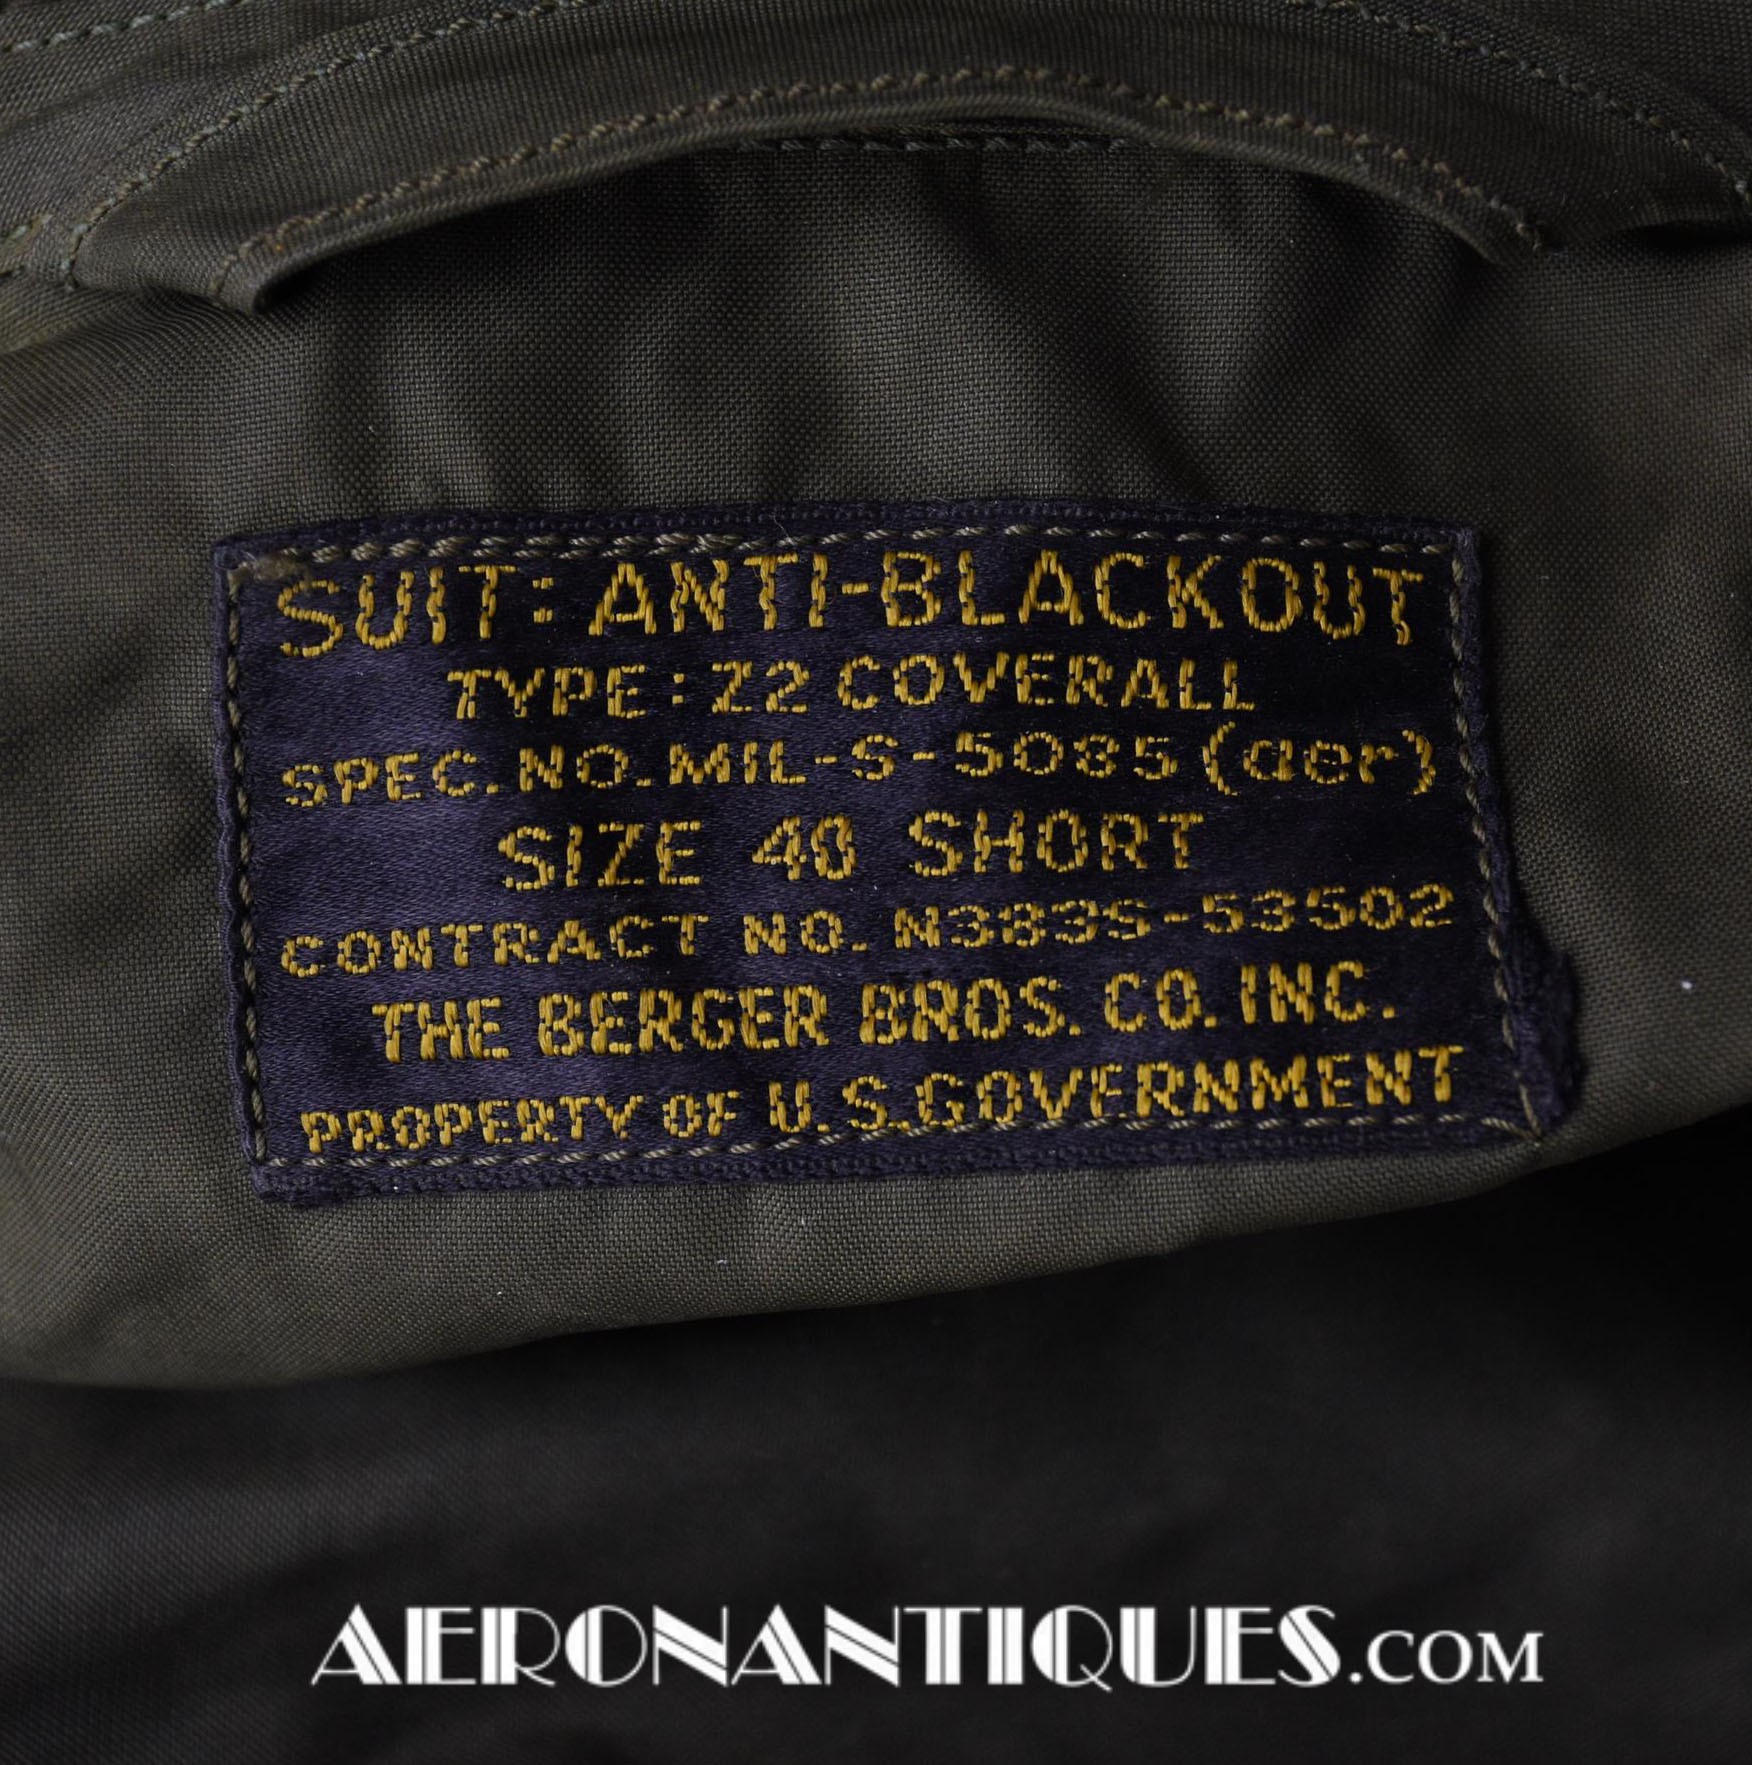 SUIT: ANTI-BLACKOUT
TYPE: Z2 COVERALL
SPEC. NO. MIL-S-5085 (aer)
SIZE 40 SHORT
CONTRACT NO. N383S-53502
THE BERGER BROS. CO. INC.
PROPERTY OF U.S. GOVERNMENT
AERONANTIQUES.COM